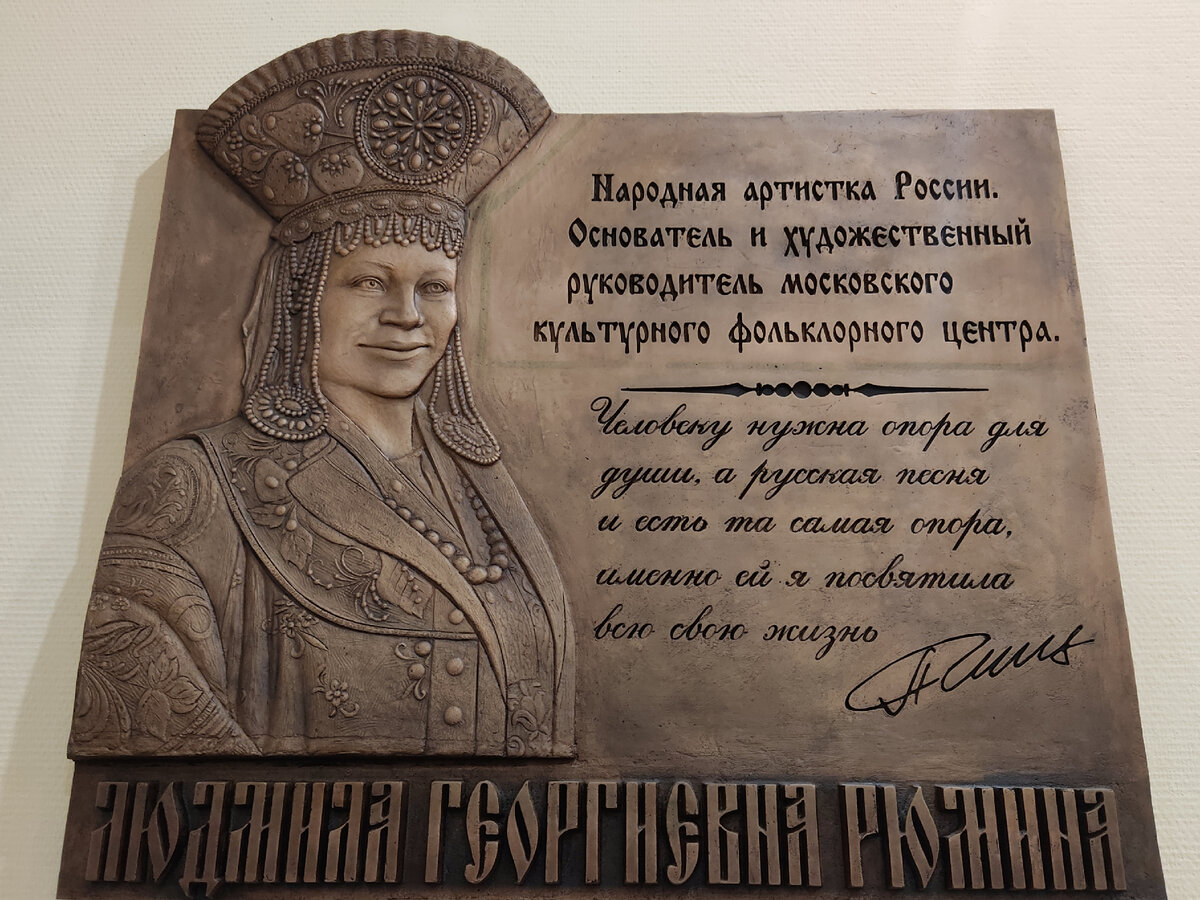 Народная артистка России.
Основатель и художественный
руководитель московского
культурного фольклорного центра.
Человеку нужна опора для
души, а русская песня
и есть та самая опора,
именно ей я посвятила
всю свою жизнь
ЛЮДМИЛА ГЕОРГИЕВНА РЮМИНА